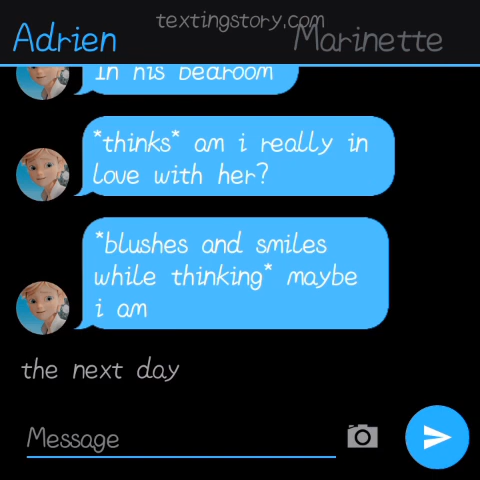 textingstory.com
Adrien
Marinette
In his bedroom
*thinks* am i really in
love with her?
*blushes and smiles
while thinking* maybe
i am
the next day
Message